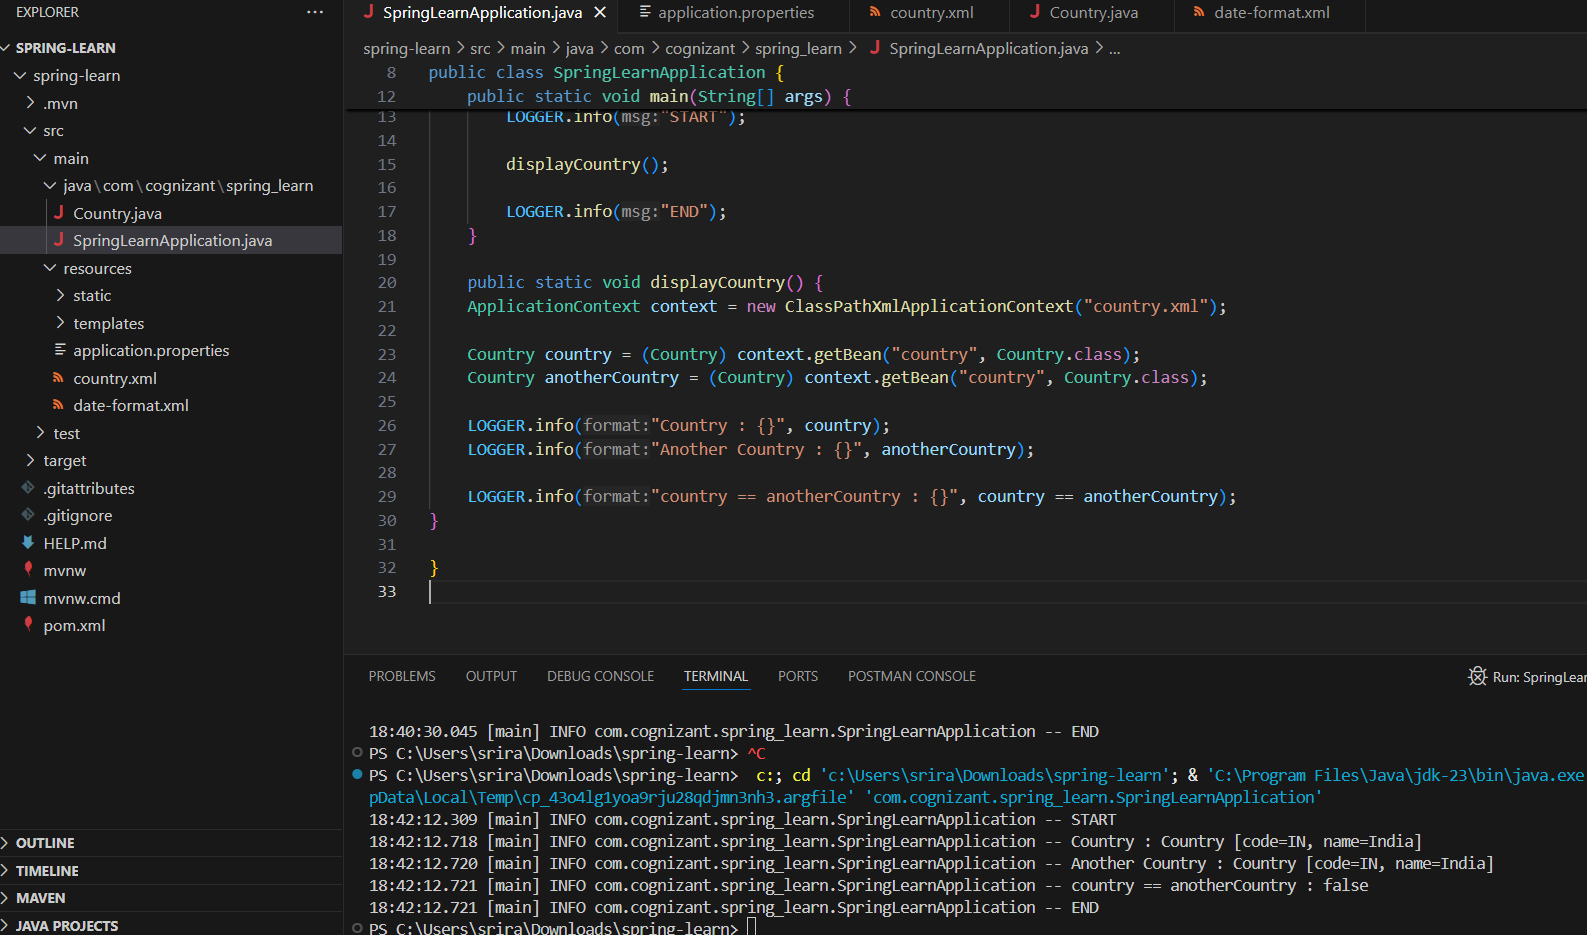 EXPLORER
SPRING-LEARN
spring-learn
.mvn
src
main
java\com\cognizant\spring_learn
Country.java
SpringLearnApplication.java
resources
static
templates
application.properties
country.xml
date-format.xml
test
target
.gitattributes
.gitignore
HELP.md
mvnw
mvnw.cmd
pom.xml
OUTLINE
TIMELINE
MAVEN
JAVA PROJECTS
SpringLearnApplication.java
application.properties
country.xml
Country.java
date-format.xml
spring-learn > src > main > java > com > cognizant > spring_learn > SpringLearnApplication.java > ...
8 public class SpringLearnApplication {
12 public static void main(String[] args) {
13 LOGGER.info(msg:"START");
14
15 displayCountry();
16
17 LOGGER.info(msg:"END");
18 }
19
20 public static void displayCountry() {
21 ApplicationContext context = new ClassPathXmlApplicationContext("country.xml");
22
23 Country country = (Country) context.getBean("country", Country.class);
24 Country anotherCountry = (Country) context.getBean("country", Country.class);
25
26 LOGGER.info(format:"Country : {}", country);
27 LOGGER.info(format:"Another Country : {}", anotherCountry);
28
29 LOGGER.info(format:"country == anotherCountry : {}", country == anotherCountry);
30 }
31
32 }
33
PROBLEMS OUTPUT DEBUG CONSOLE TERMINAL PORTS POSTMAN CONSOLE
Run: SpringLear
18:40:30.045 [main] INFO com.cognizant.spring_learn.SpringLearnApplication -- END
PS C:\Users\srira\Downloads\spring-learn> ^C
PS C:\Users\srira\Downloads\spring-learn>  c:; cd 'c:\Users\srira\Downloads\spring-learn'; & 'C:\Program Files\Java\jdk-23\bin\java.exe
pData\Local\Temp\cp_43o4lg1yoa9rju28qdjmn3nh3.argfile' 'com.cognizant.spring_learn.SpringLearnApplication'
18:42:12.309 [main] INFO com.cognizant.spring_learn.SpringLearnApplication -- START
18:42:12.718 [main] INFO com.cognizant.spring_learn.SpringLearnApplication -- Country : Country [code=IN, name=India]
18:42:12.720 [main] INFO com.cognizant.spring_learn.SpringLearnApplication -- Another Country : Country [code=IN, name=India]
18:42:12.721 [main] INFO com.cognizant.spring_learn.SpringLearnApplication -- country == anotherCountry : false
18:42:12.721 [main] INFO com.cognizant.spring_learn.SpringLearnApplication -- END
PS C:\Users\srira\Downloads\spring-learn>